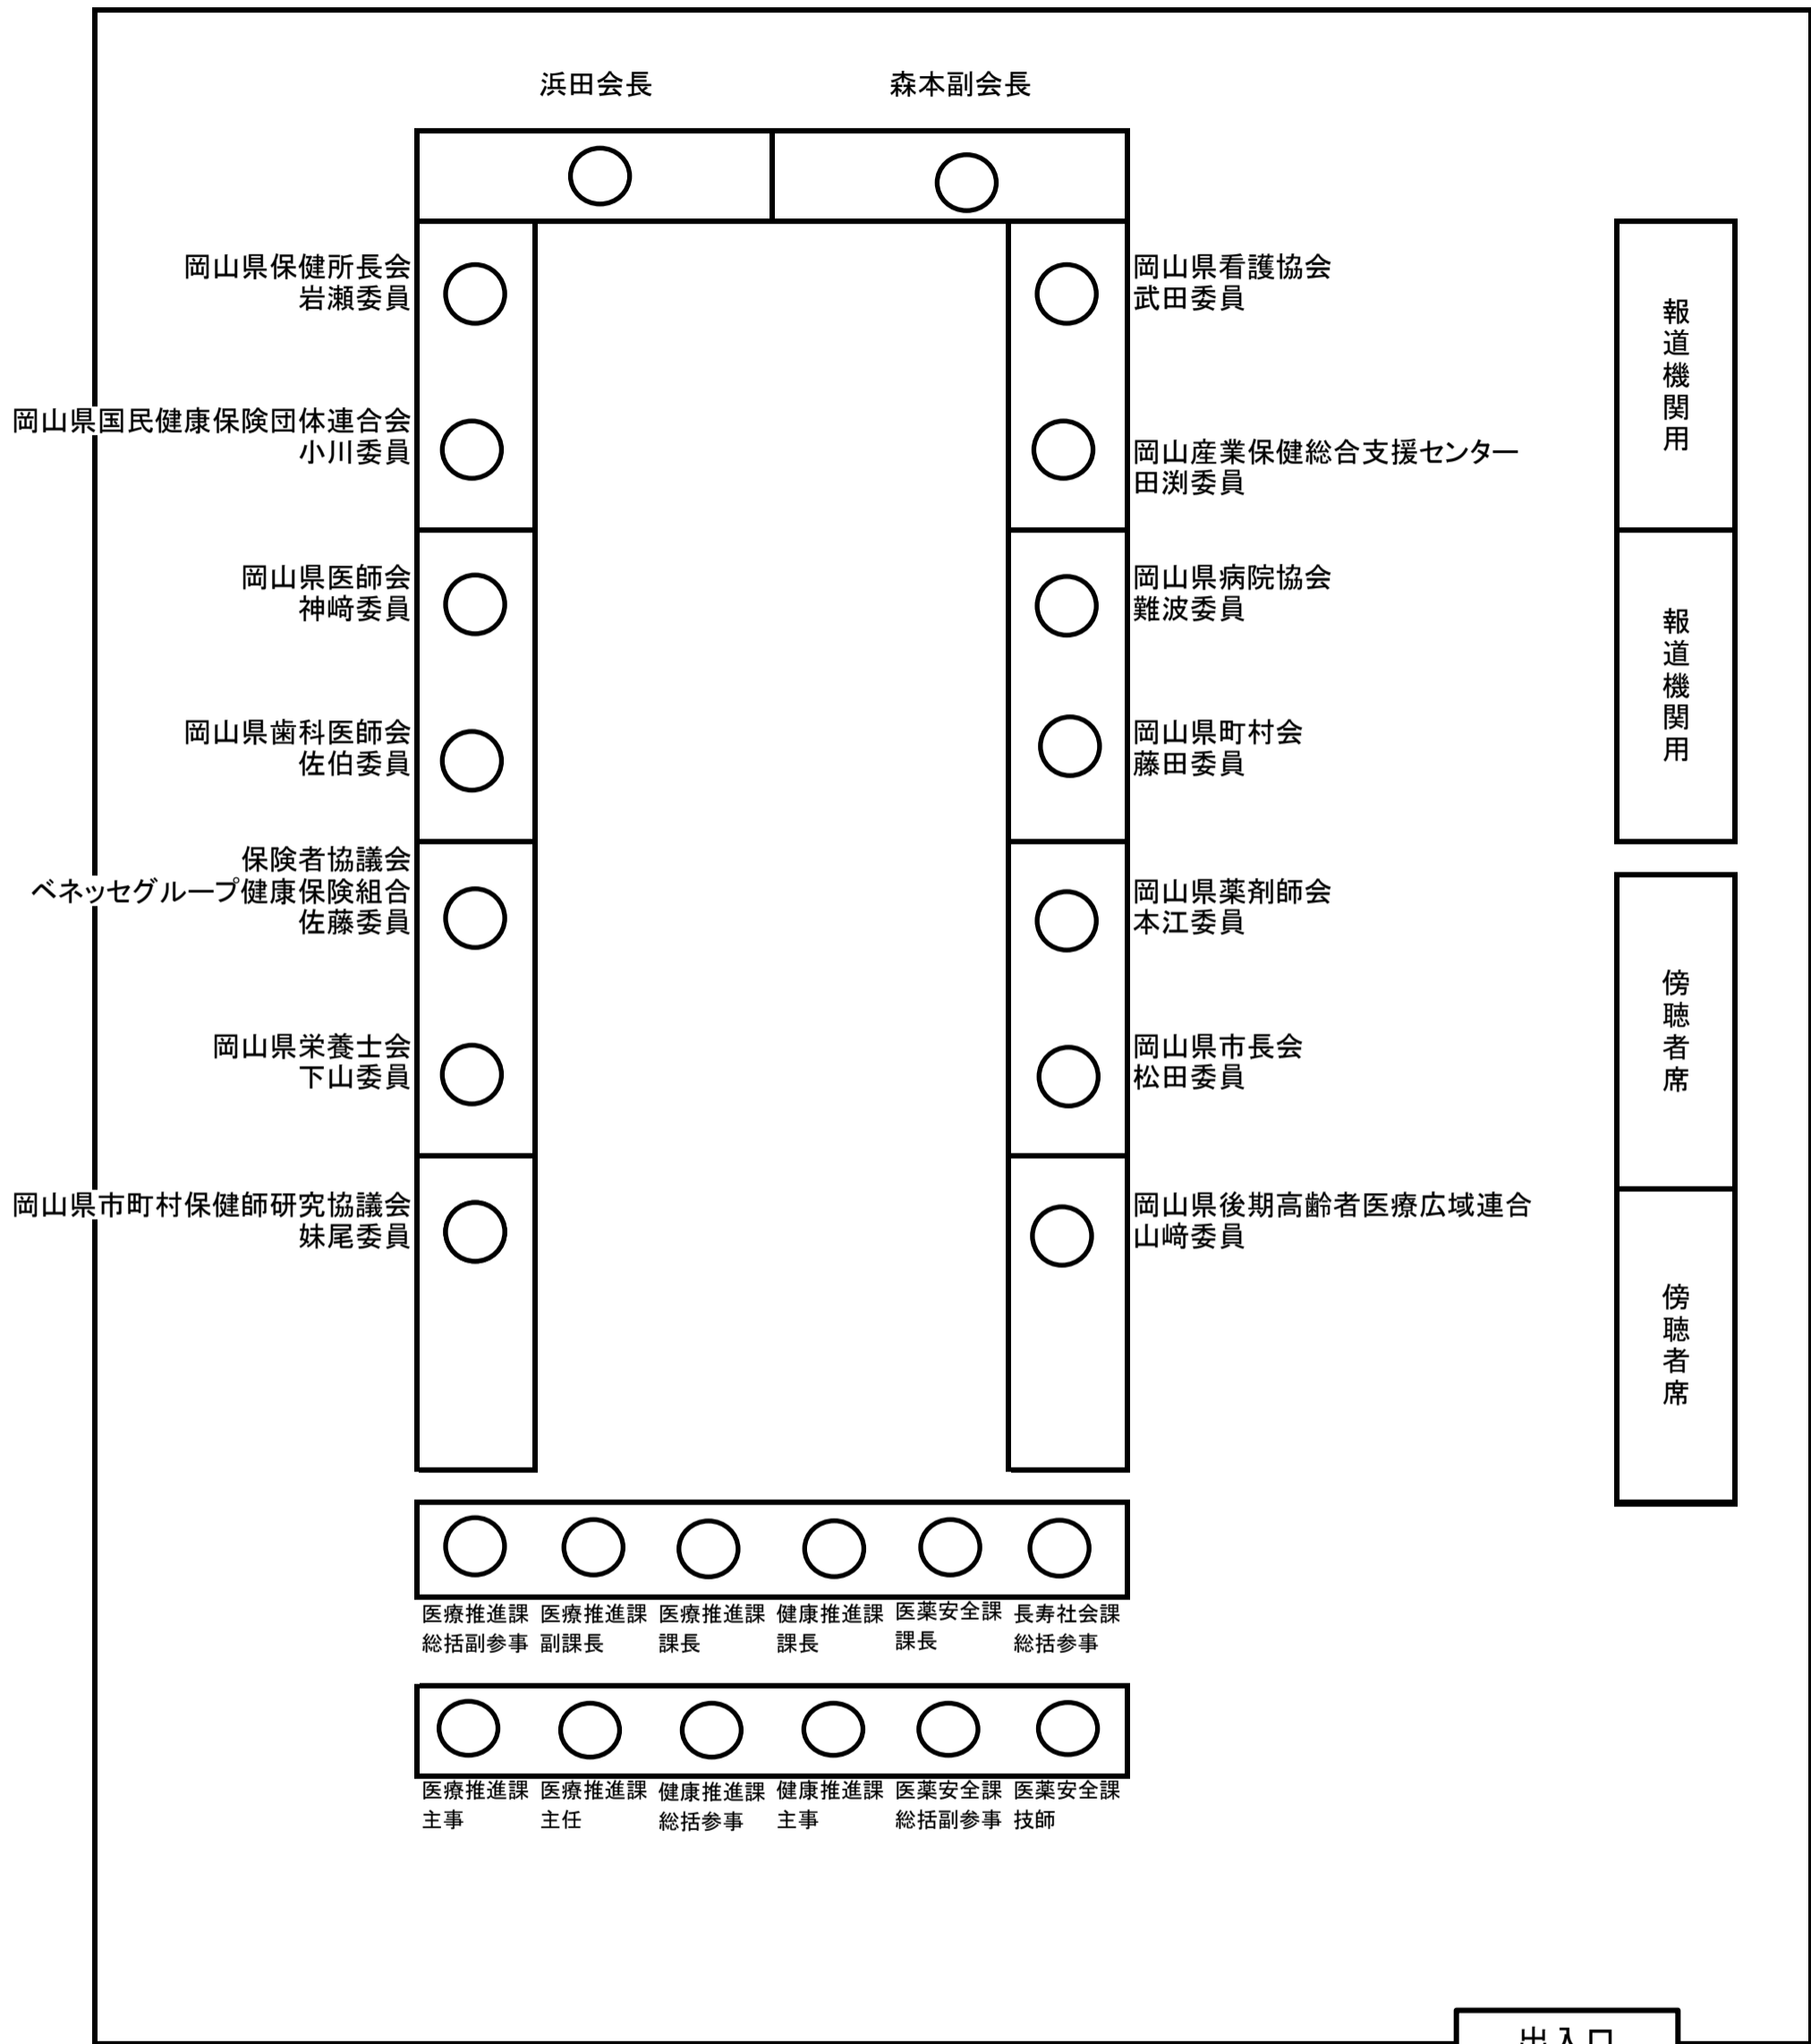 浜田会長
森本副会長
岡山県保健所長会
岩瀬委員
岡山県国民健康保険団体連合会
小川委員
岡山県医師会
神﨑委員
岡山県歯科医師会
佐伯委員
保険者協議会
ベネッセグループ健康保険組合
佐藤委員
岡山県栄養士会
下山委員
岡山県市町村保健師研究協議会
妹尾委員
岡山県看護協会
武田委員
岡山産業保健総合支援センター
田渕委員
岡山県病院協会
難波委員
岡山県町村会
藤田委員
岡山県薬剤師会
本江委員
岡山県市長会
松田委員
岡山県後期高齢者医療広域連合
山﨑委員
報道機関用
報道機関用
傍聴者席
傍聴者席
医療推進課
総括副参事
医療推進課
副課長
医療推進課
課長
健康推進課
課長
医薬安全課
課長
長寿社会課
総括参事
医療推進課
主事
医療推進課
主任
健康推進課
総括参事
健康推進課
主事
医薬安全課
総括副参事
医薬安全課
技師
出入口